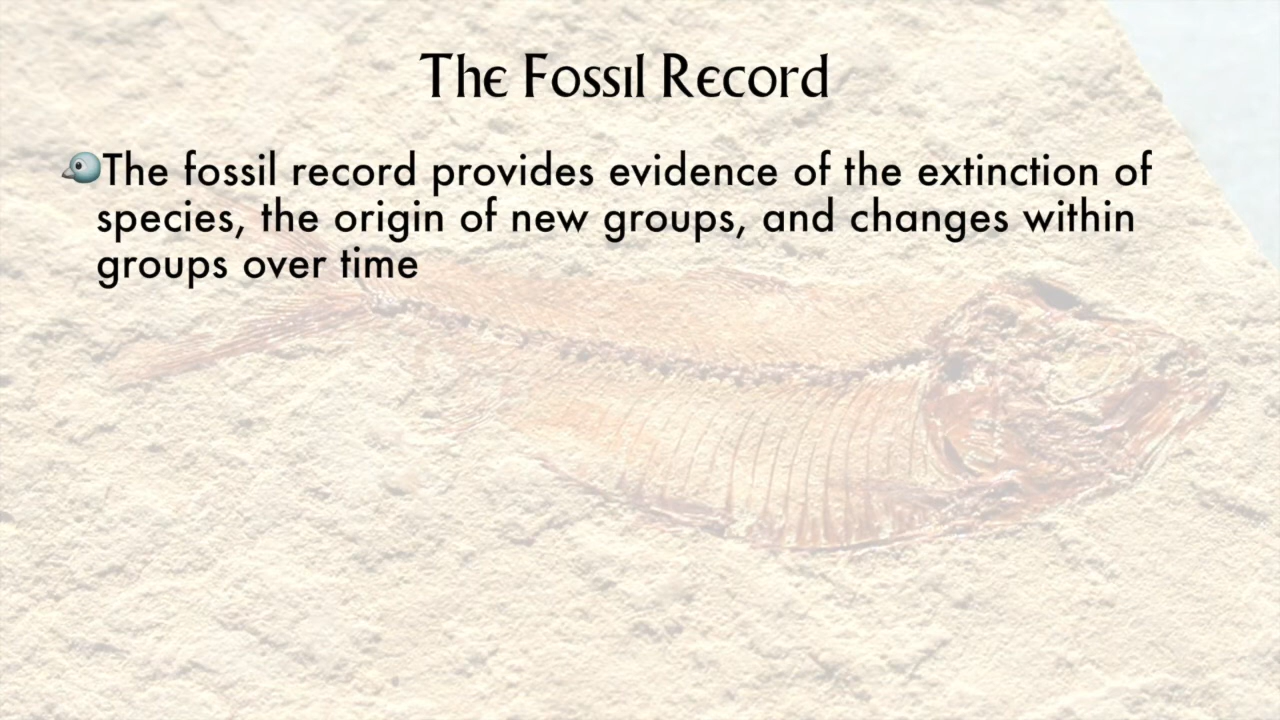 The Fossil Record
The fossil record provides evidence of the extinction of
species, the origin of new groups, and changes within
groups over time